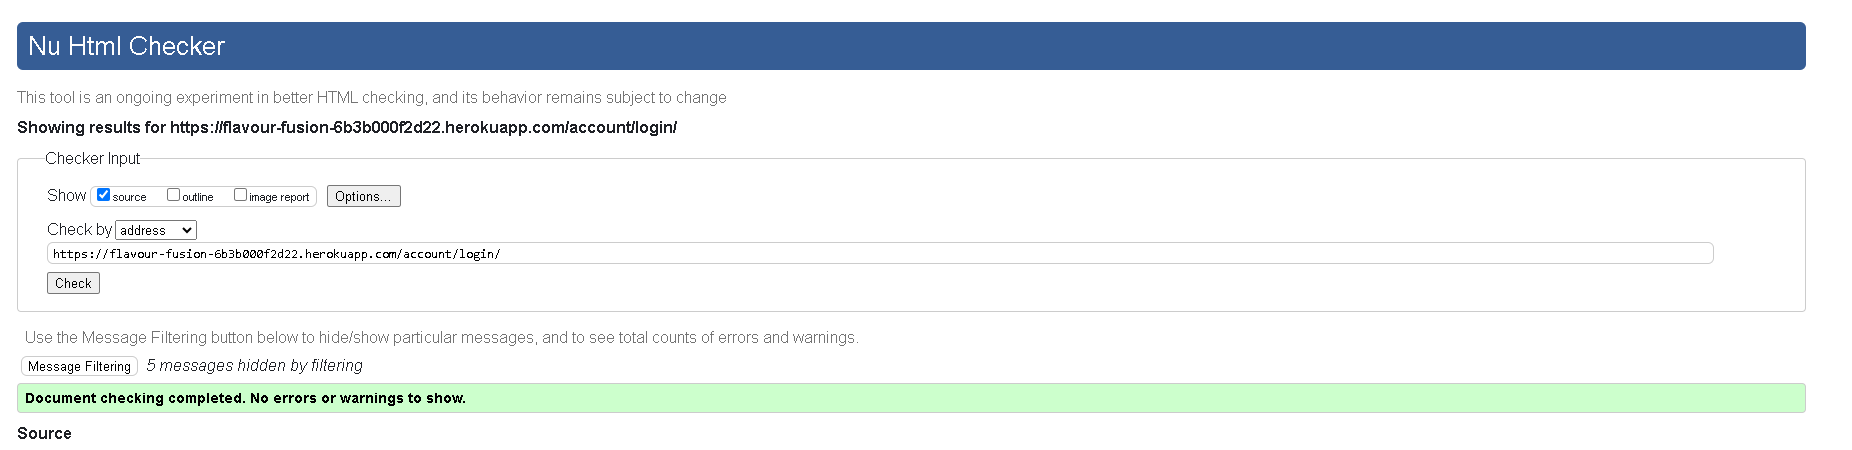 Nu Html Checker
This tool is an ongoing experiment in better HTML checking, and its behavior remains subject to change
Showing results for https://flavour-fusion-6b3b000f2d22.herokuapp.com/account/login/
Checker Input
Show source outline image report Options...
Check by address
https://flavour-fusion-6b3b000f2d22.herokuapp.com/account/login/
Check
Use the Message Filtering button below to hide/show particular messages, and to see total counts of errors and warnings.
Message Filtering 5 messages hidden by filtering
Document checking completed. No errors or warnings to show.
Source